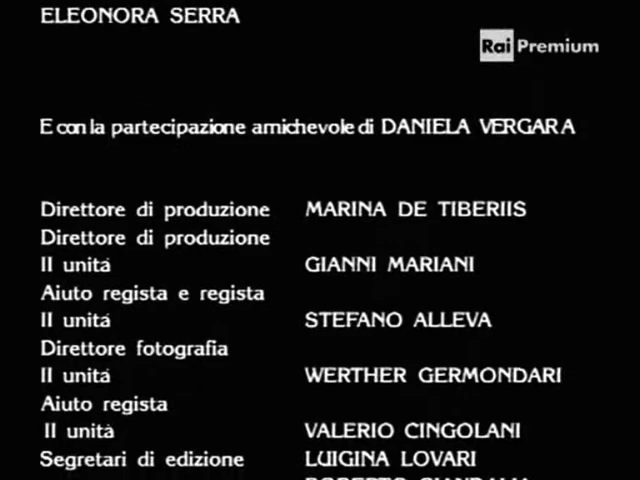 ELEONORA SERRA
Rai Premium
E con la partecipazione amichevole di DANIELA VERGARA
Direttore di produzione MARINA DE TIBERIIS
Direttore di produzione
II unità GIANNI MARIANI
Aiuto regista e regista
II unità STEFANO ALLEVA
Direttore fotografia
II unità WERTHER GERMONDARI
Aiuto regista
II unità VALERIO CINGOLANI
Segretari di edizione LUIGINA LOVARI